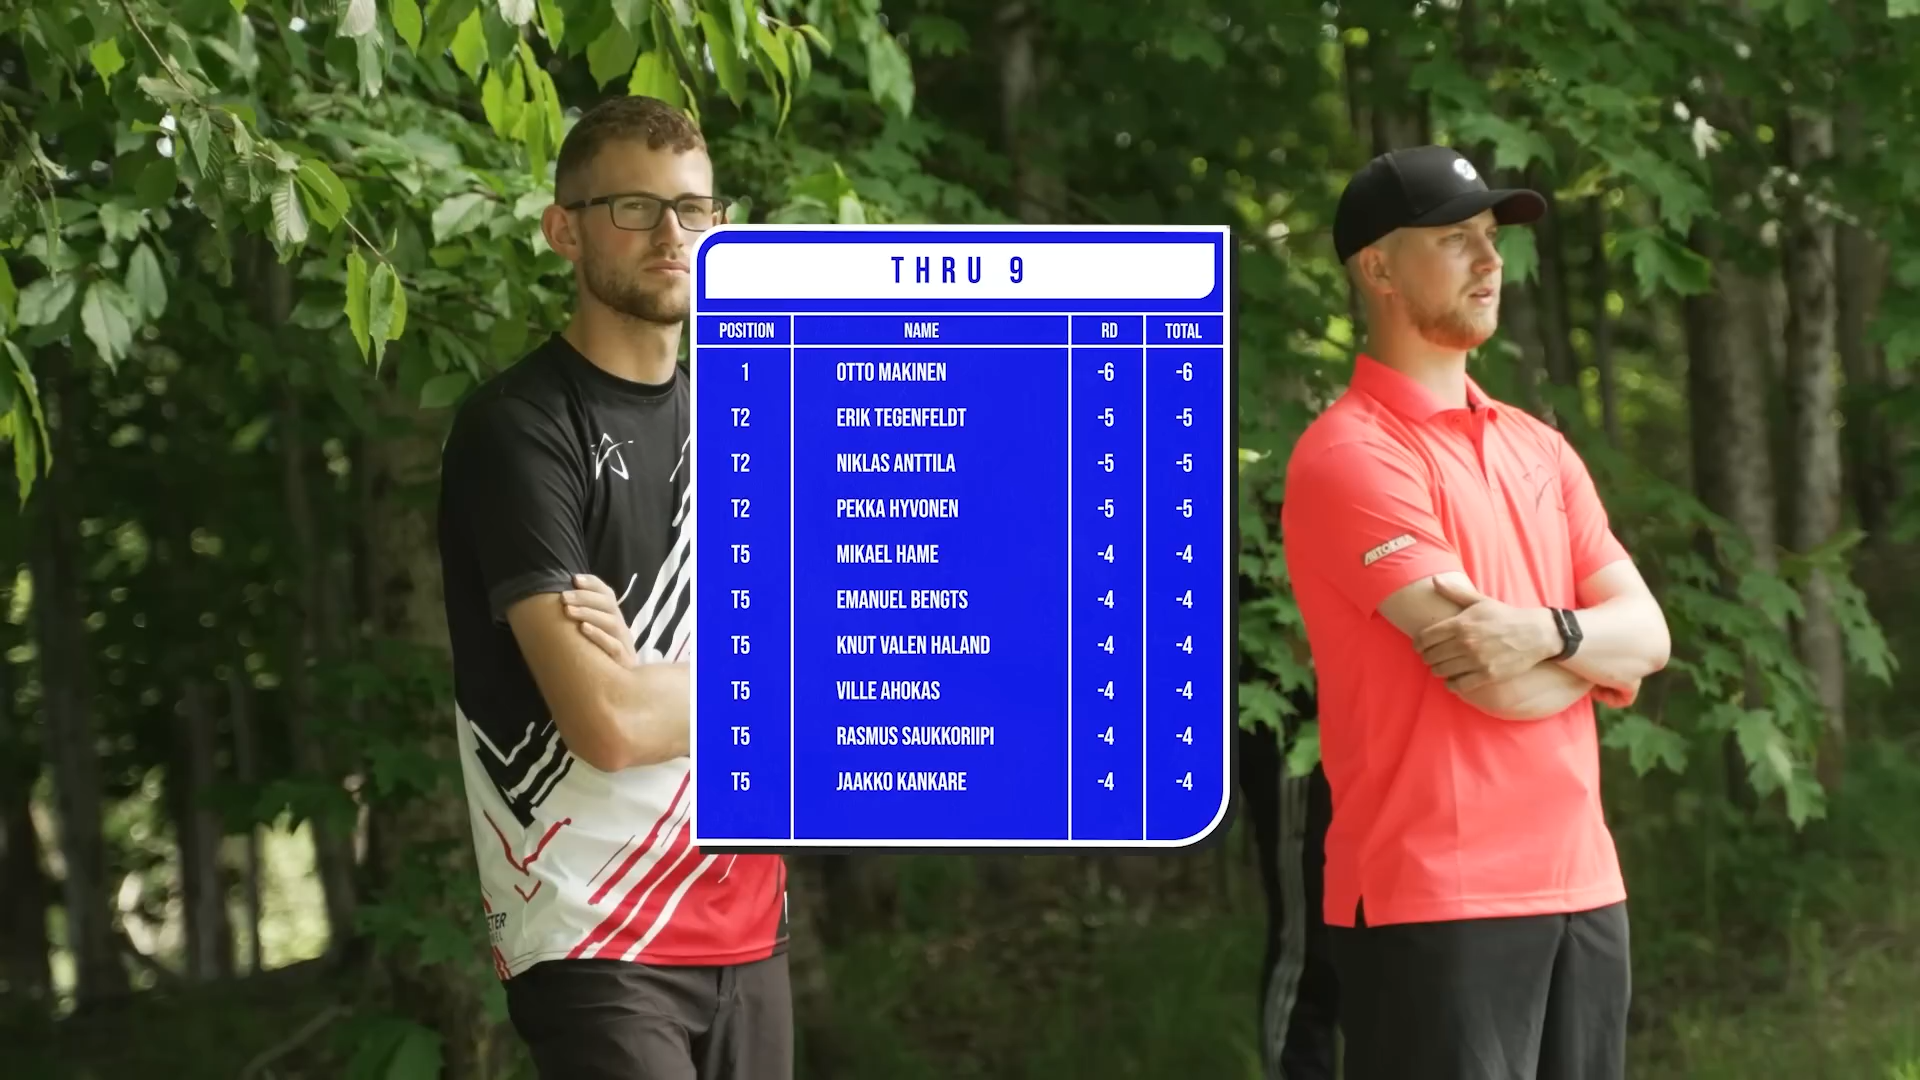 THRU 9
POSITION NAME RD TOTAL
1 OTTO MAKINEN -6 -6
T2 ERIK TEGENFELDT -5 -5
T2 NIKLAS ANTTILA -5 -5
T2 PEKKA HYVONEN -5 -5
T5 MIKAEL HAME -4 -4
T5 EMANUEL BENGTS -4 -4
T5 KNUT VALEN HALAND -4 -4
T5 VILLE AHOKAS -4 -4
T5 RASMUS SAUKKORIIPI -4 -4
T5 JAAKKO KANKARE -4 -4